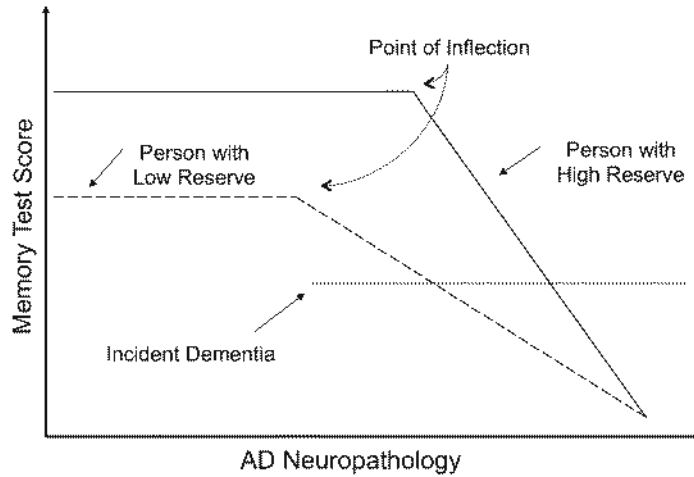 Point of Inflection
Person with
Low Reserve
Person with
High Reserve
Memory Test Score
Incident Dementia
AD Neuropathology